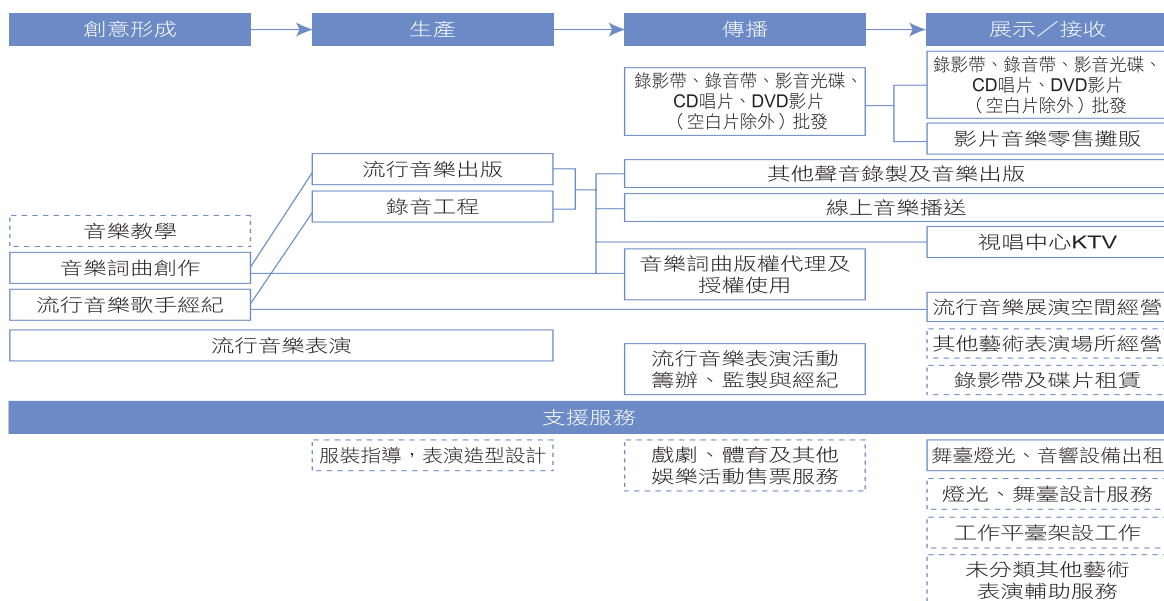 創意形成
生產
傳播
展示／接收
錄影帶、錄音帶、影音光碟、
CD唱片、DVD影片
（空白片除外）批發
錄影帶、錄音帶、影音光碟、
CD唱片、DVD影片
（空白片除外）批發
影片音樂零售攤販
流行音樂出版
其他聲音錄製及音樂出版
錄音工程
線上音樂播送
音樂教學
視唱中心KTV
音樂詞曲創作
音樂詞曲版權代理及
授權使用
流行音樂歌手經紀
流行音樂展演空間經營
流行音樂表演
其他藝術表演場所經營
流行音樂表演活動
籌辦、監製與經紀
錄影帶及碟片租賃
支援服務
服裝指導，表演造型設計
戲劇、體育及其他
娛樂活動售票服務
舞臺燈光、音響設備出租
燈光、舞臺設計服務
工作平臺架設工作
未分類其他藝術
表演輔助服務